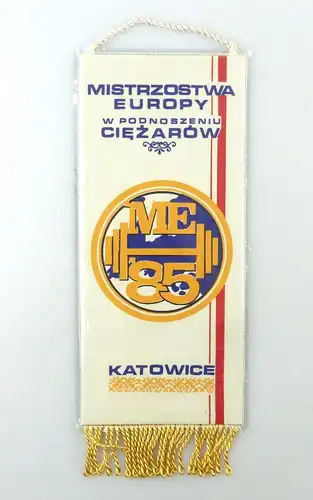 MISTRZOSTWA
EUROPY
W PODNOSZENIU
CIĘŻARÓW
ME
85
KATOWICE